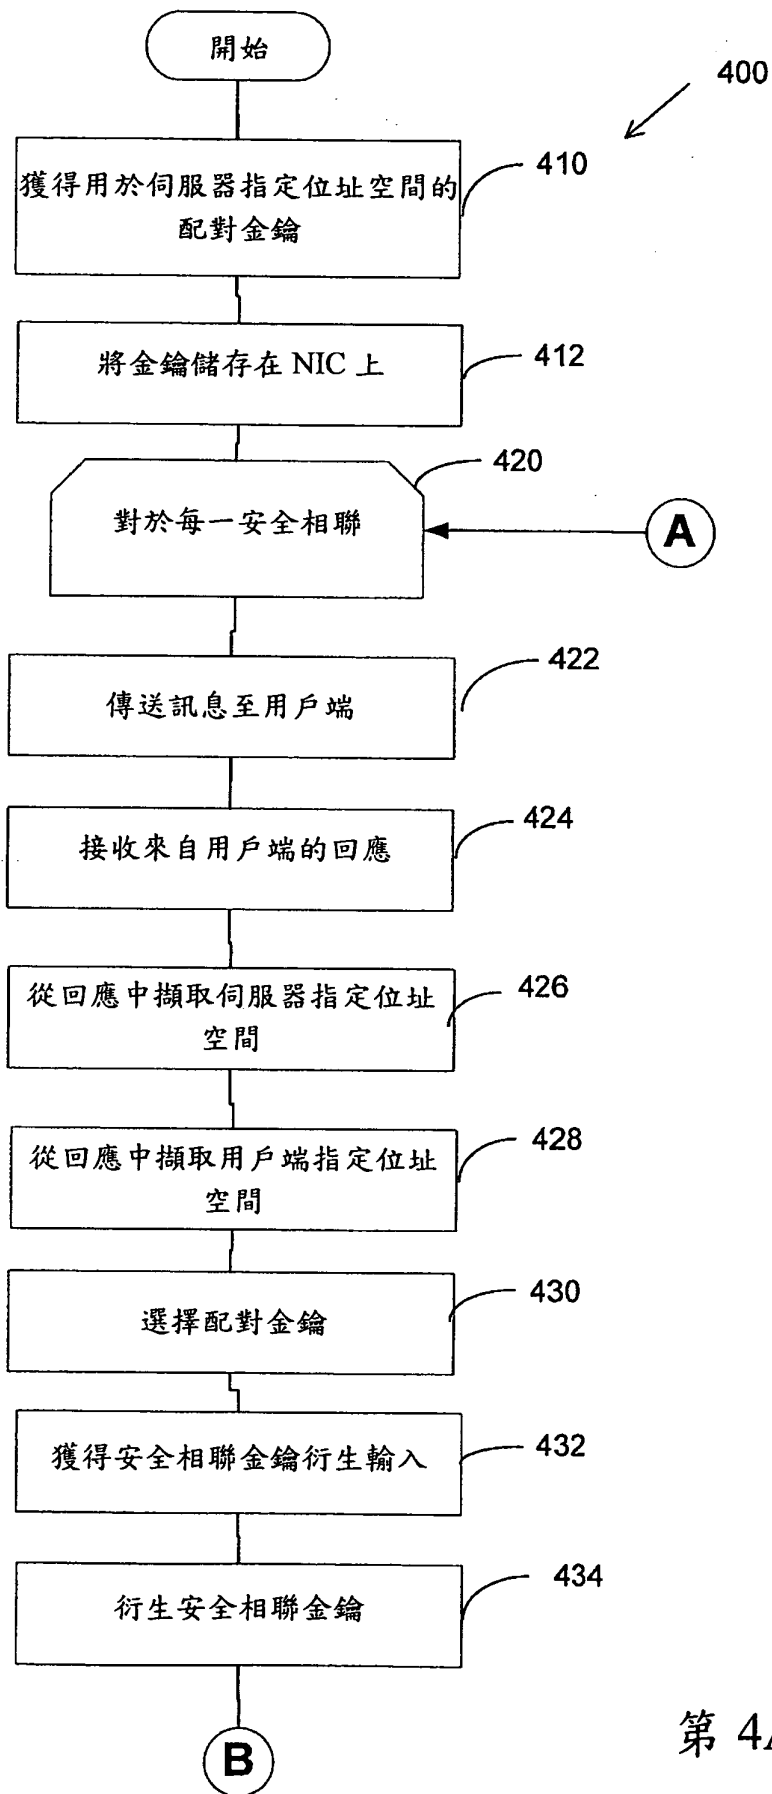 開始
400
獲得用於伺服器指定位址空間的
配對金鑰
410
將金鑰儲存在 NIC 上
412
420
對於每一安全相聯
A
422
傳送訊息至用戶端
424
接收來自用戶端的回應
426
從回應中擷取伺服器指定位址
空間
428
從回應中擷取用戶端指定位址
空間
430
選擇配對金鑰
432
獲得安全相聯金鑰衍生輸入
434
衍生安全相聯金鑰
B
第 4